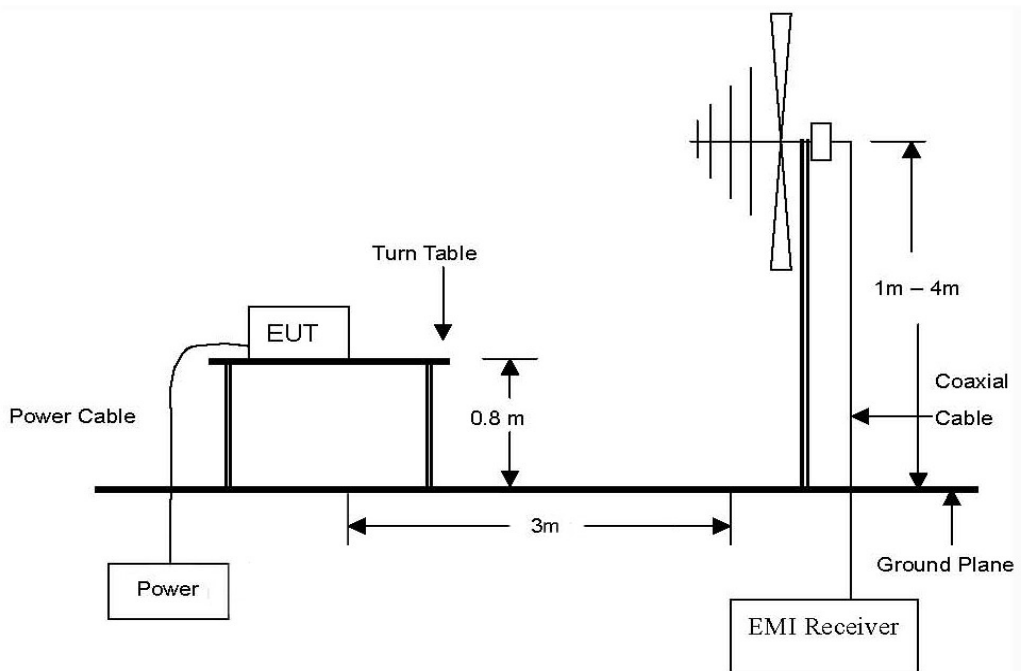 Turn Table
1m – 4m
EUT
Coaxial
Cable
Power Cable
0.8 m
3m
Ground Plane
Power
EMI Receiver